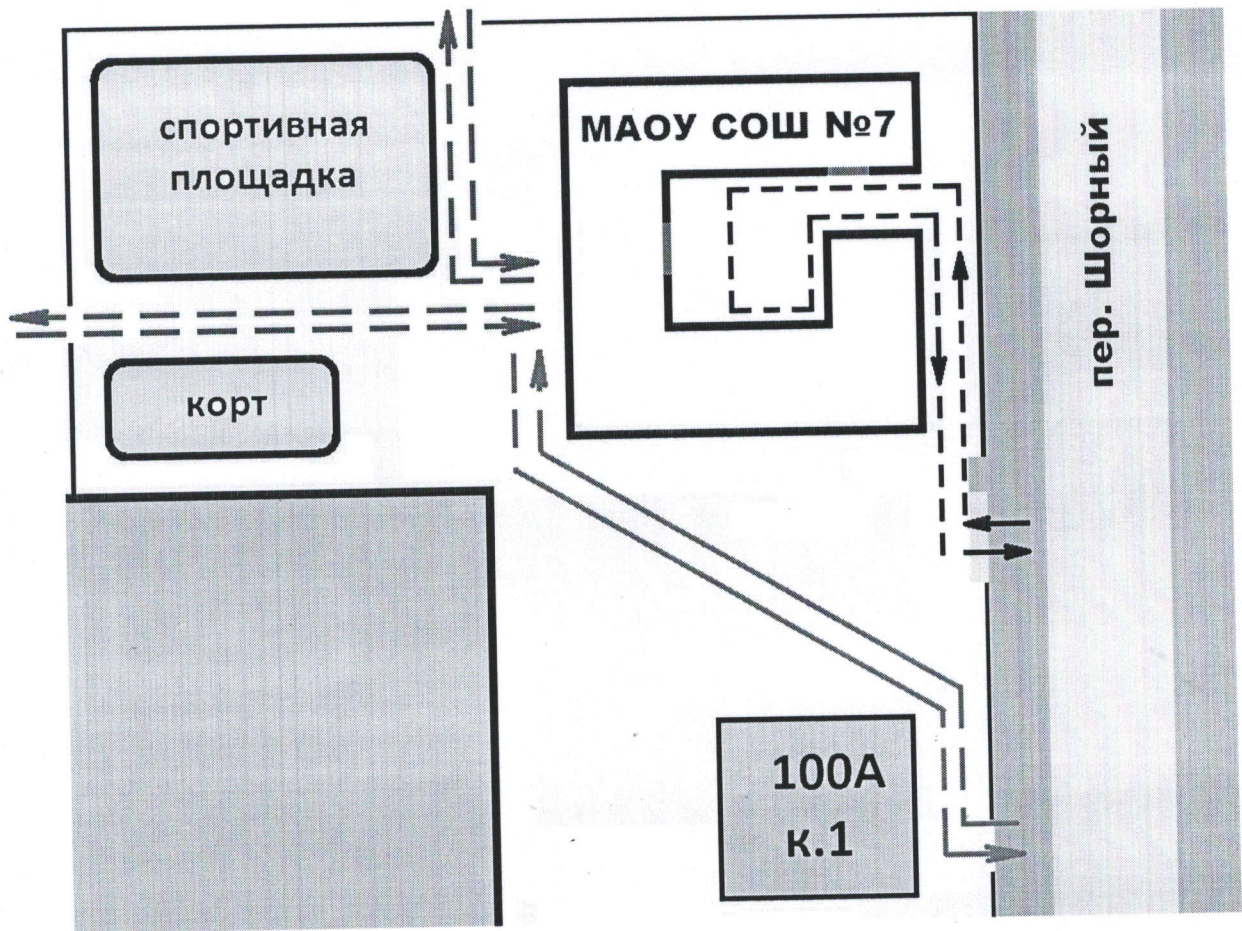 спортивная
площадка
МАОУ СОШ №7
пер. Шорный
корт
100А
к.1